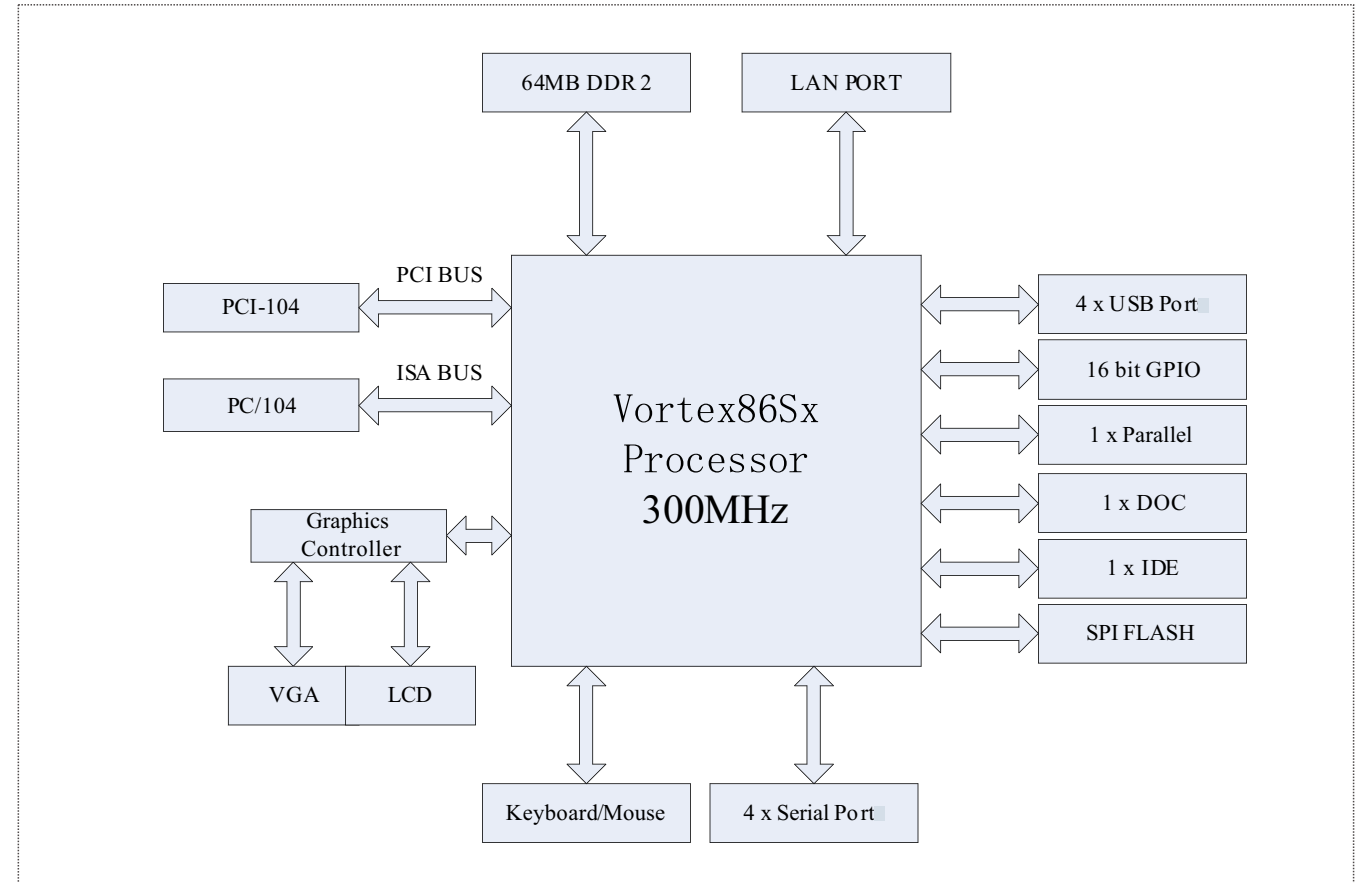 64MB DDR 2
LAN PORT
PCI BUS
PCI-104
4 x USB Port
16 bit GPIO
ISA BUS
PC/104
1 x Parallel
Vortex86Sx
Processor
300MHz
1 x DOC
Graphics
Controller
1 x IDE
SPI FLASH
VGA
LCD
Keyboard/Mouse
4 x Serial Port